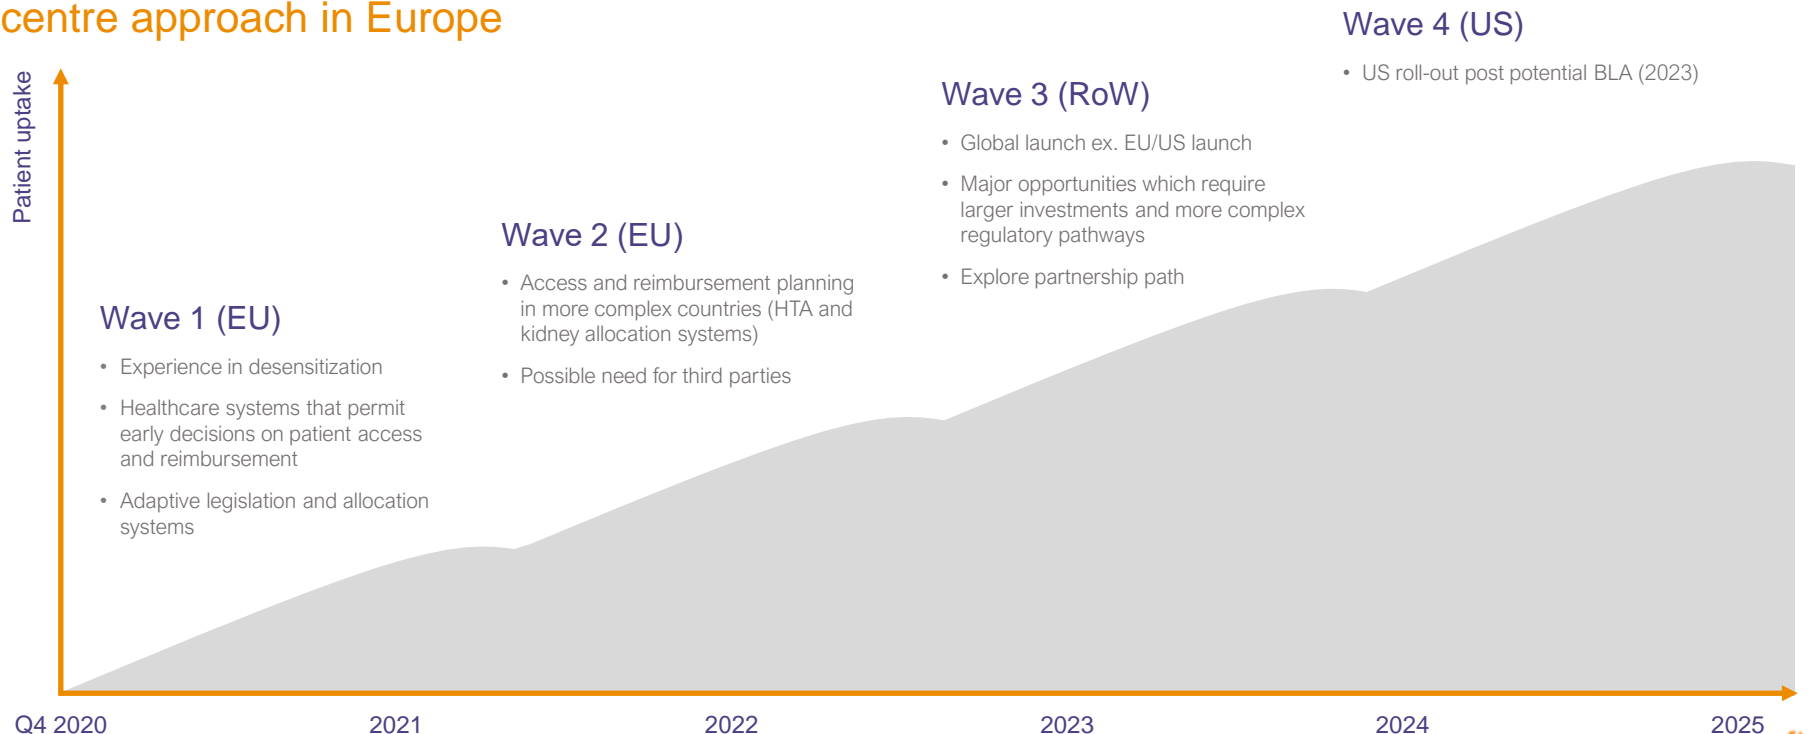 centre approach in Europe
Patient uptake
Wave 1 (EU)
• Experience in desensitization
• Healthcare systems that permit
early decisions on patient access
and reimbursement
• Adaptive legislation and allocation
systems
Wave 2 (EU)
• Access and reimbursement planning
in more complex countries (HTA and
kidney allocation systems)
• Possible need for third parties
Wave 3 (RoW)
• Global launch ex. EU/US launch
• Major opportunities which require
larger investments and more complex
regulatory pathways
• Explore partnership path
Wave 4 (US)
• US roll-out post potential BLA (2023)
Q4 2020
2021
2022
2023
2024
2025